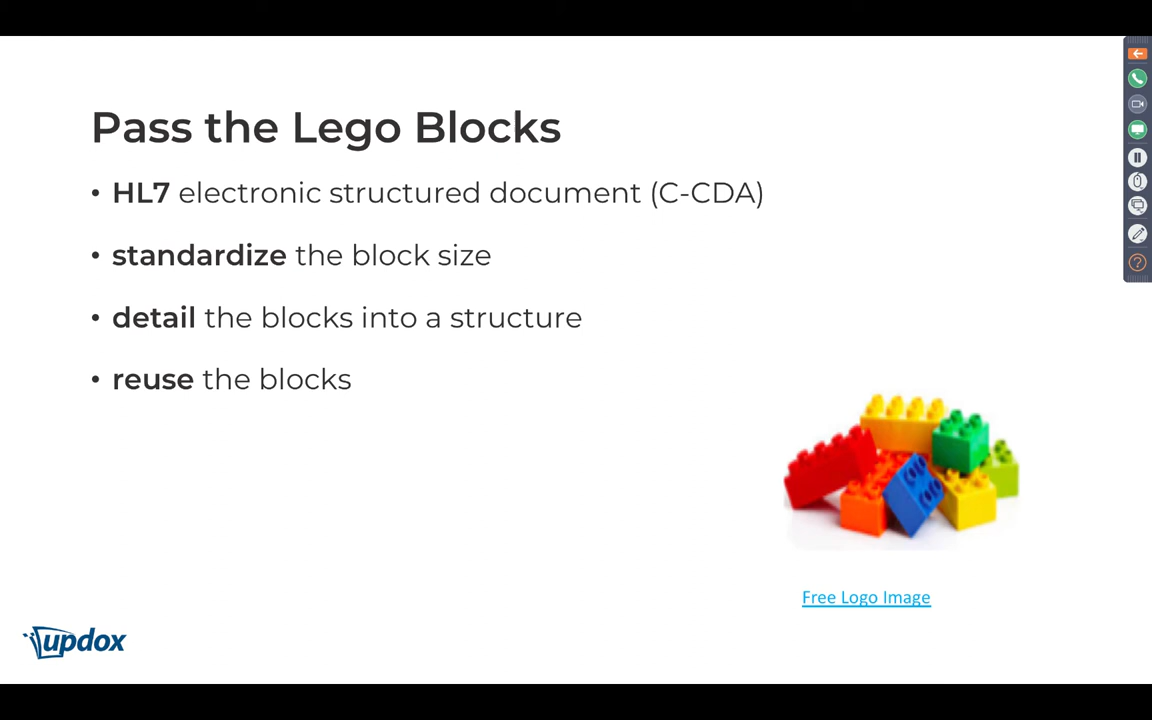 Pass the Lego Blocks
• HL7 electronic structured document (C-CDA)
• standardize the block size
• detail the blocks into a structure
• reuse the blocks
Free Logo Image
updox